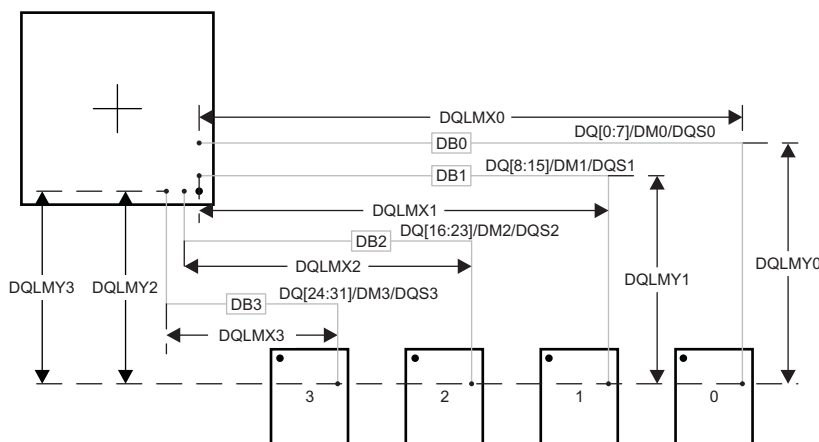 DQLMX0
DQ[0:7]/DM0/DQS0
DB0
DQ[8:15]/DM1/DQS1
DB1
DQLMX1
DQ[16:23]/DM2/DQS2
DB2
DQLMX2
DQLMY3
DQLMY2
DQLMY1
DQLMY0
DQ[24:31]/DM3/DQS3
DB3
DQLMX3
3
2
1
0